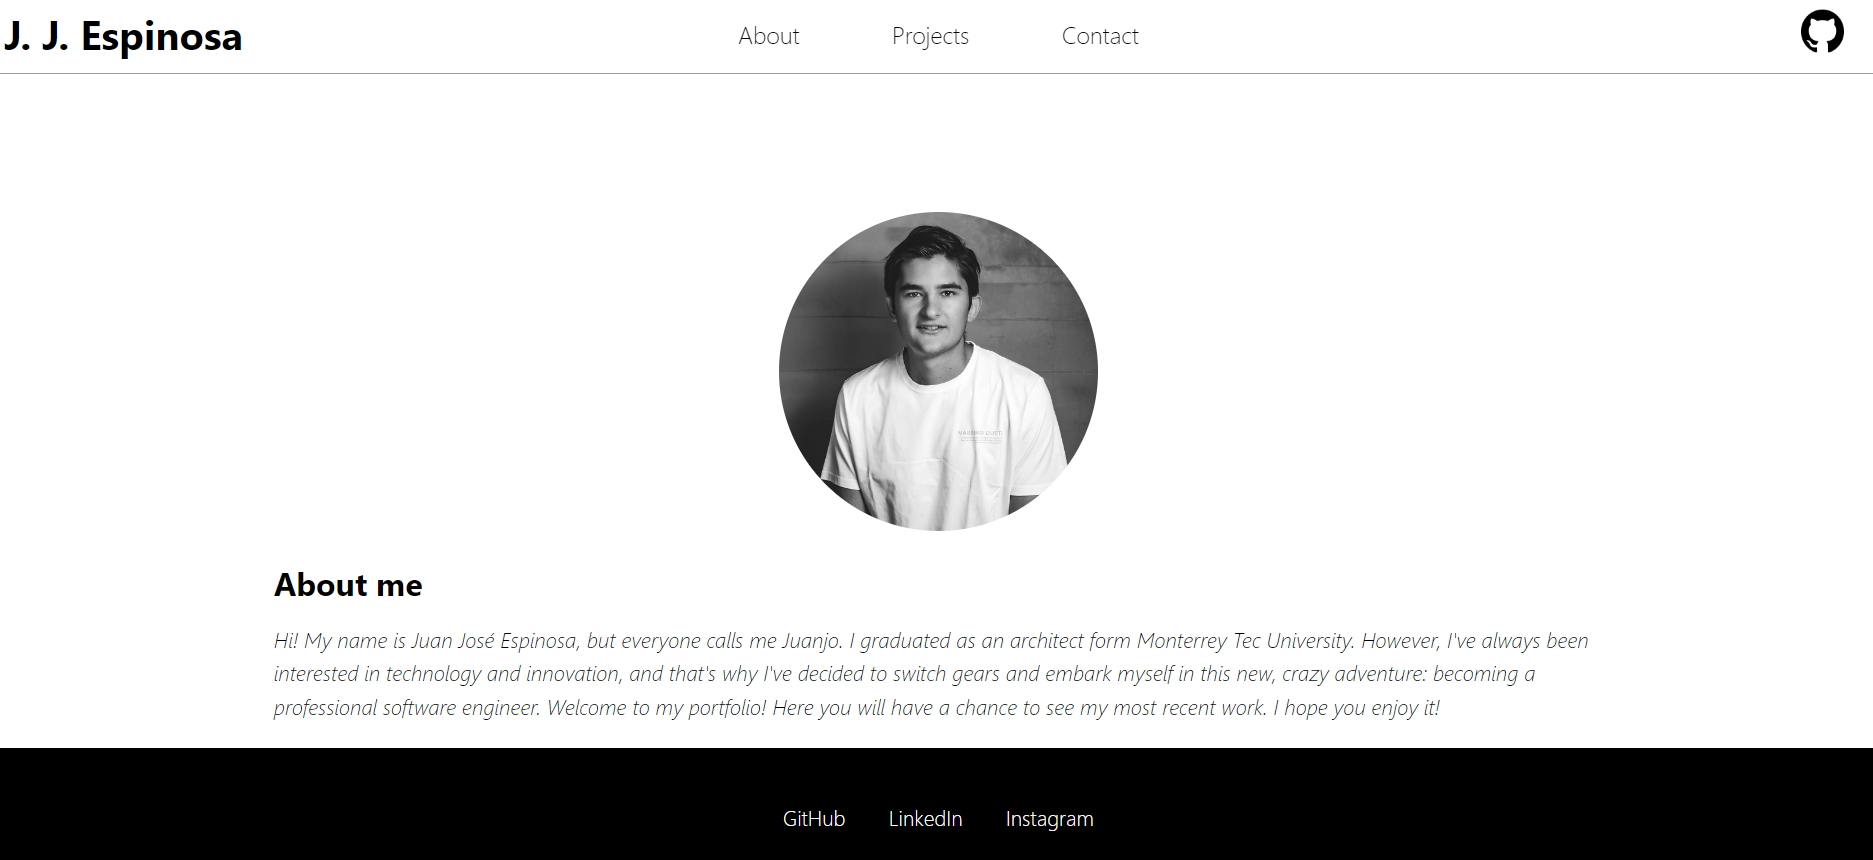 J. J. Espinosa
About
Projects
Contact
About me
Hi! My name is Juan José Espinosa, but everyone calls me Juanjo. I graduated as an architect form Monterrey Tec University. However, I've always been
interested in technology and innovation, and that's why I've decided to switch gears and embark myself in this new, crazy adventure: becoming a
professional software engineer. Welcome to my portfolio! Here you will have a chance to see my most recent work. I hope you enjoy it!
GitHub
LinkedIn
Instagram